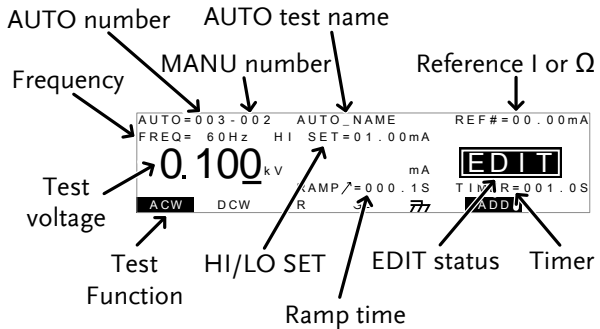 AUTO number
AUTO test name
MANU number
Reference I or Ω
Frequency
AUTO=003-002 AUTO_NAME REF#=00.00mA
FREQ= 60Hz HI SET=01.00mA
0.100kV mA EDIT
RAMP↗=000.1S TIMER=001.0S
ACW DCW R ADD
Test voltage
Test Function
HI/LO SET
EDIT status
Timer
Ramp time